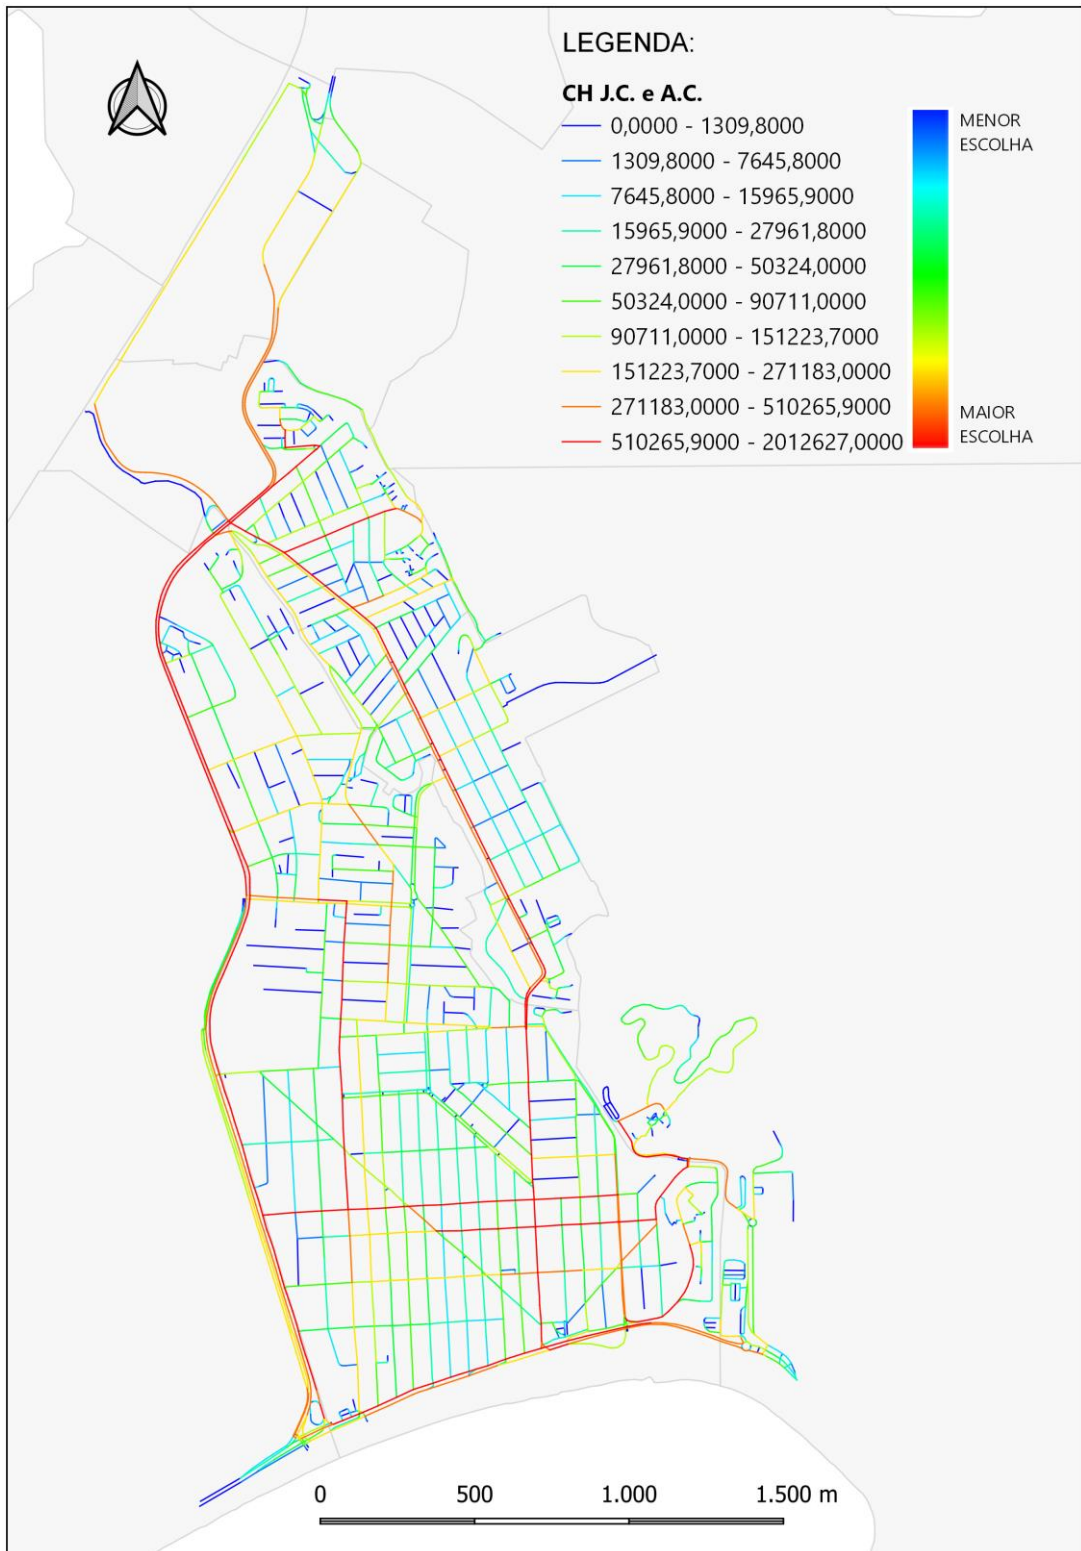 LEGENDA:
CH J.C. e A.C.
0,0000 - 1309,8000
1309,8000 - 7645,8000
7645,8000 - 15965,9000
15965,9000 - 27961,8000
27961,8000 - 50324,0000
50324,0000 - 90711,0000
90711,0000 - 151223,7000
151223,7000 - 271183,0000
271183,0000 - 510265,9000
510265,9000 - 2012627,0000
MENOR
ESCOLHA
MAIOR
ESCOLHA
0 500 1.000 1.500 m